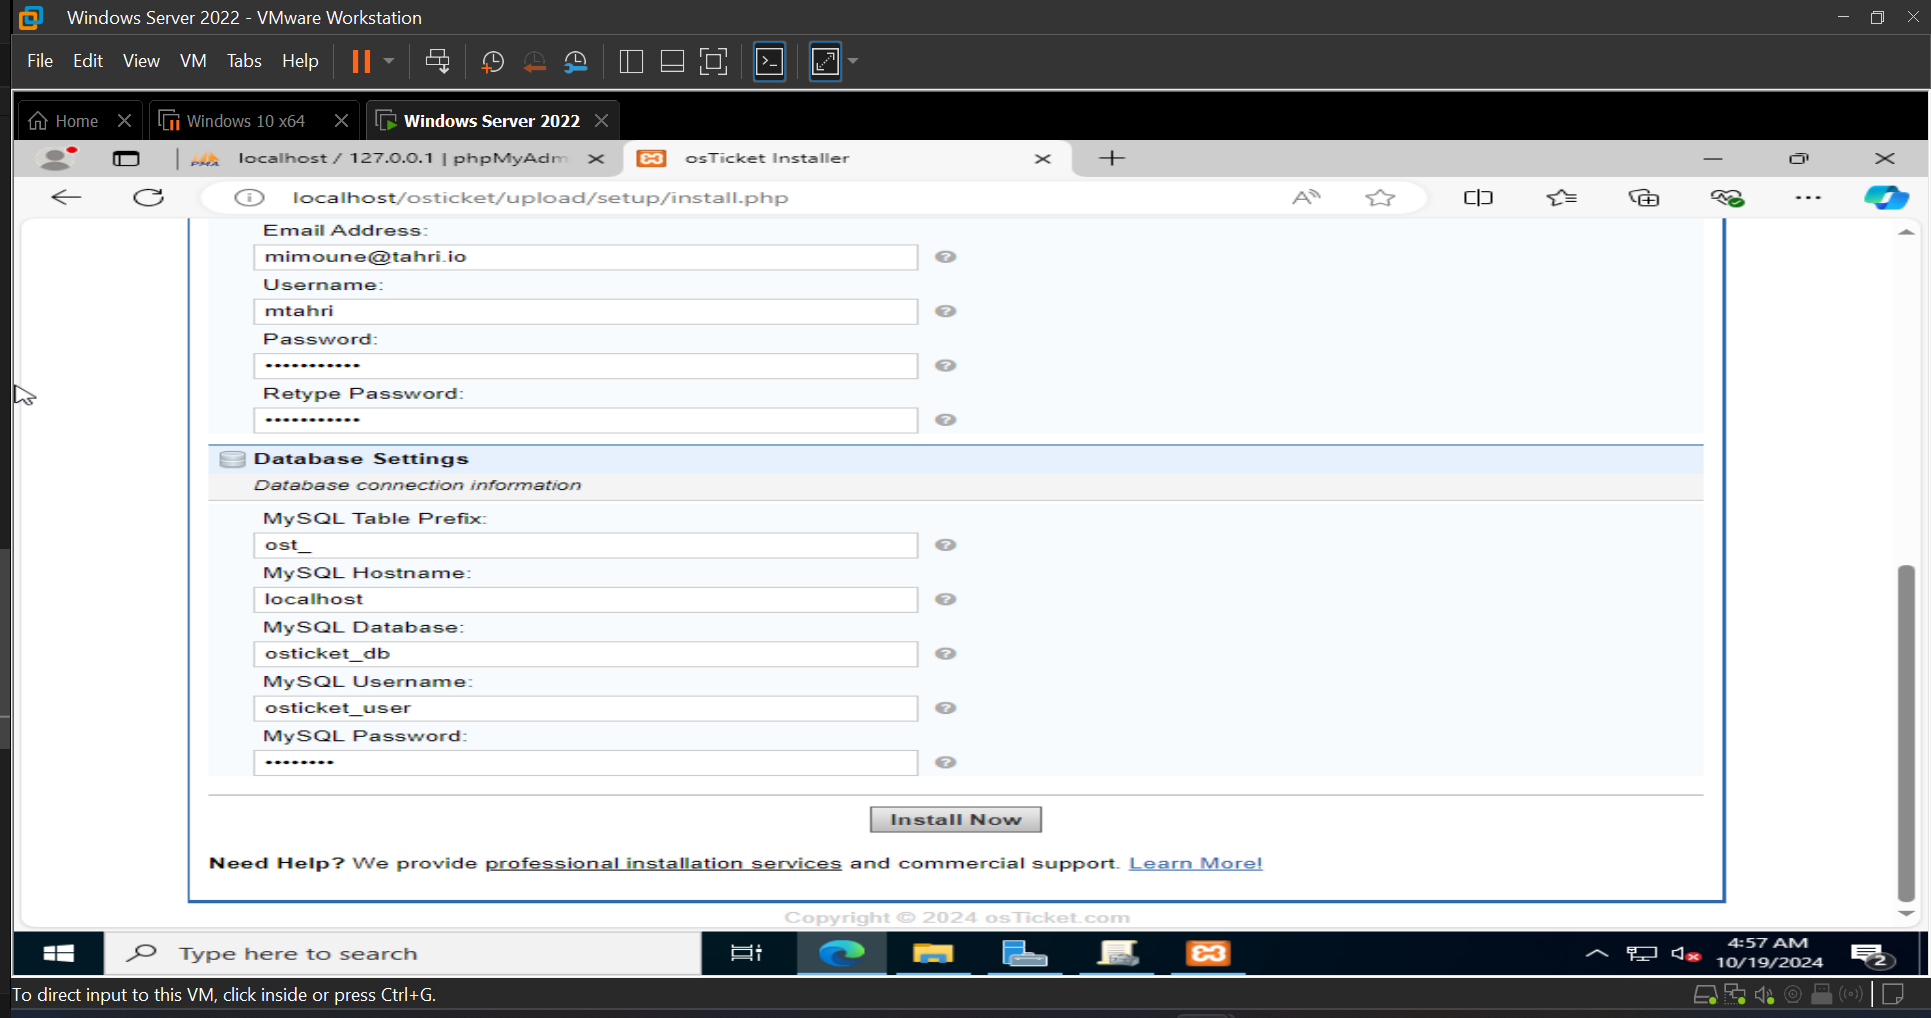 Windows Server 2022 - VMware Workstation
File Edit View VM Tabs Help
Home Windows 10 x64 Windows Server 2022
PMA localhost / 127.0.0.1 | phpMyAdm osTicket Installer
localhost/osticket/upload/setup/install.php
Email Address:
mimoune@tahri.io
Username:
mtahri
Password:
•••••••••••
Retype Password:
•••••••••••
Database Settings
Database connection information
MySQL Table Prefix:
ost_
MySQL Hostname:
localhost
MySQL Database:
osticket_db
MySQL Username:
osticket_user
MySQL Password:
••••••••
Install Now
Need Help? We provide professional installation services and commercial support. Learn More!
Copyright © 2024 osTicket.com
Type here to search
4:57 AM
10/19/2024
2
To direct input to this VM, click inside or press Ctrl+G.